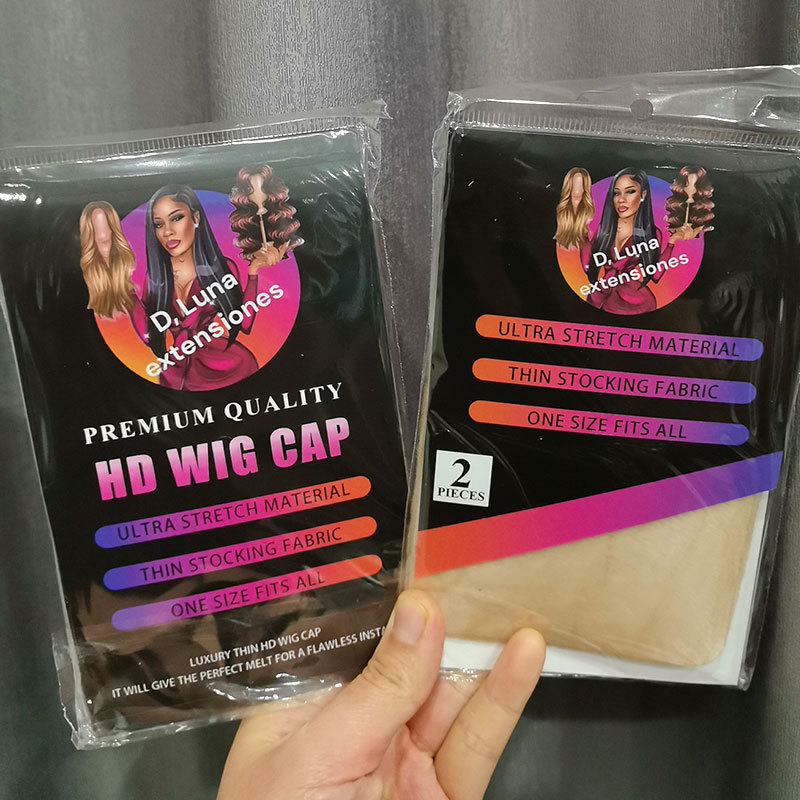 D, Luna
extensiones
PREMIUM QUALITY
HD WIG CAP
ULTRA STRETCH MATERIAL
THIN STOCKING FABRIC
ONE SIZE FITS ALL
LUXURY THIN HD WIG CAP
IT WILL GIVE THE PERFECT MELT FOR A FLAWLESS
D, Luna
extensiones
ULTRA STRETCH MATERIAL
THIN STOCKING FABRIC
ONE SIZE FITS ALL
2
PIECES